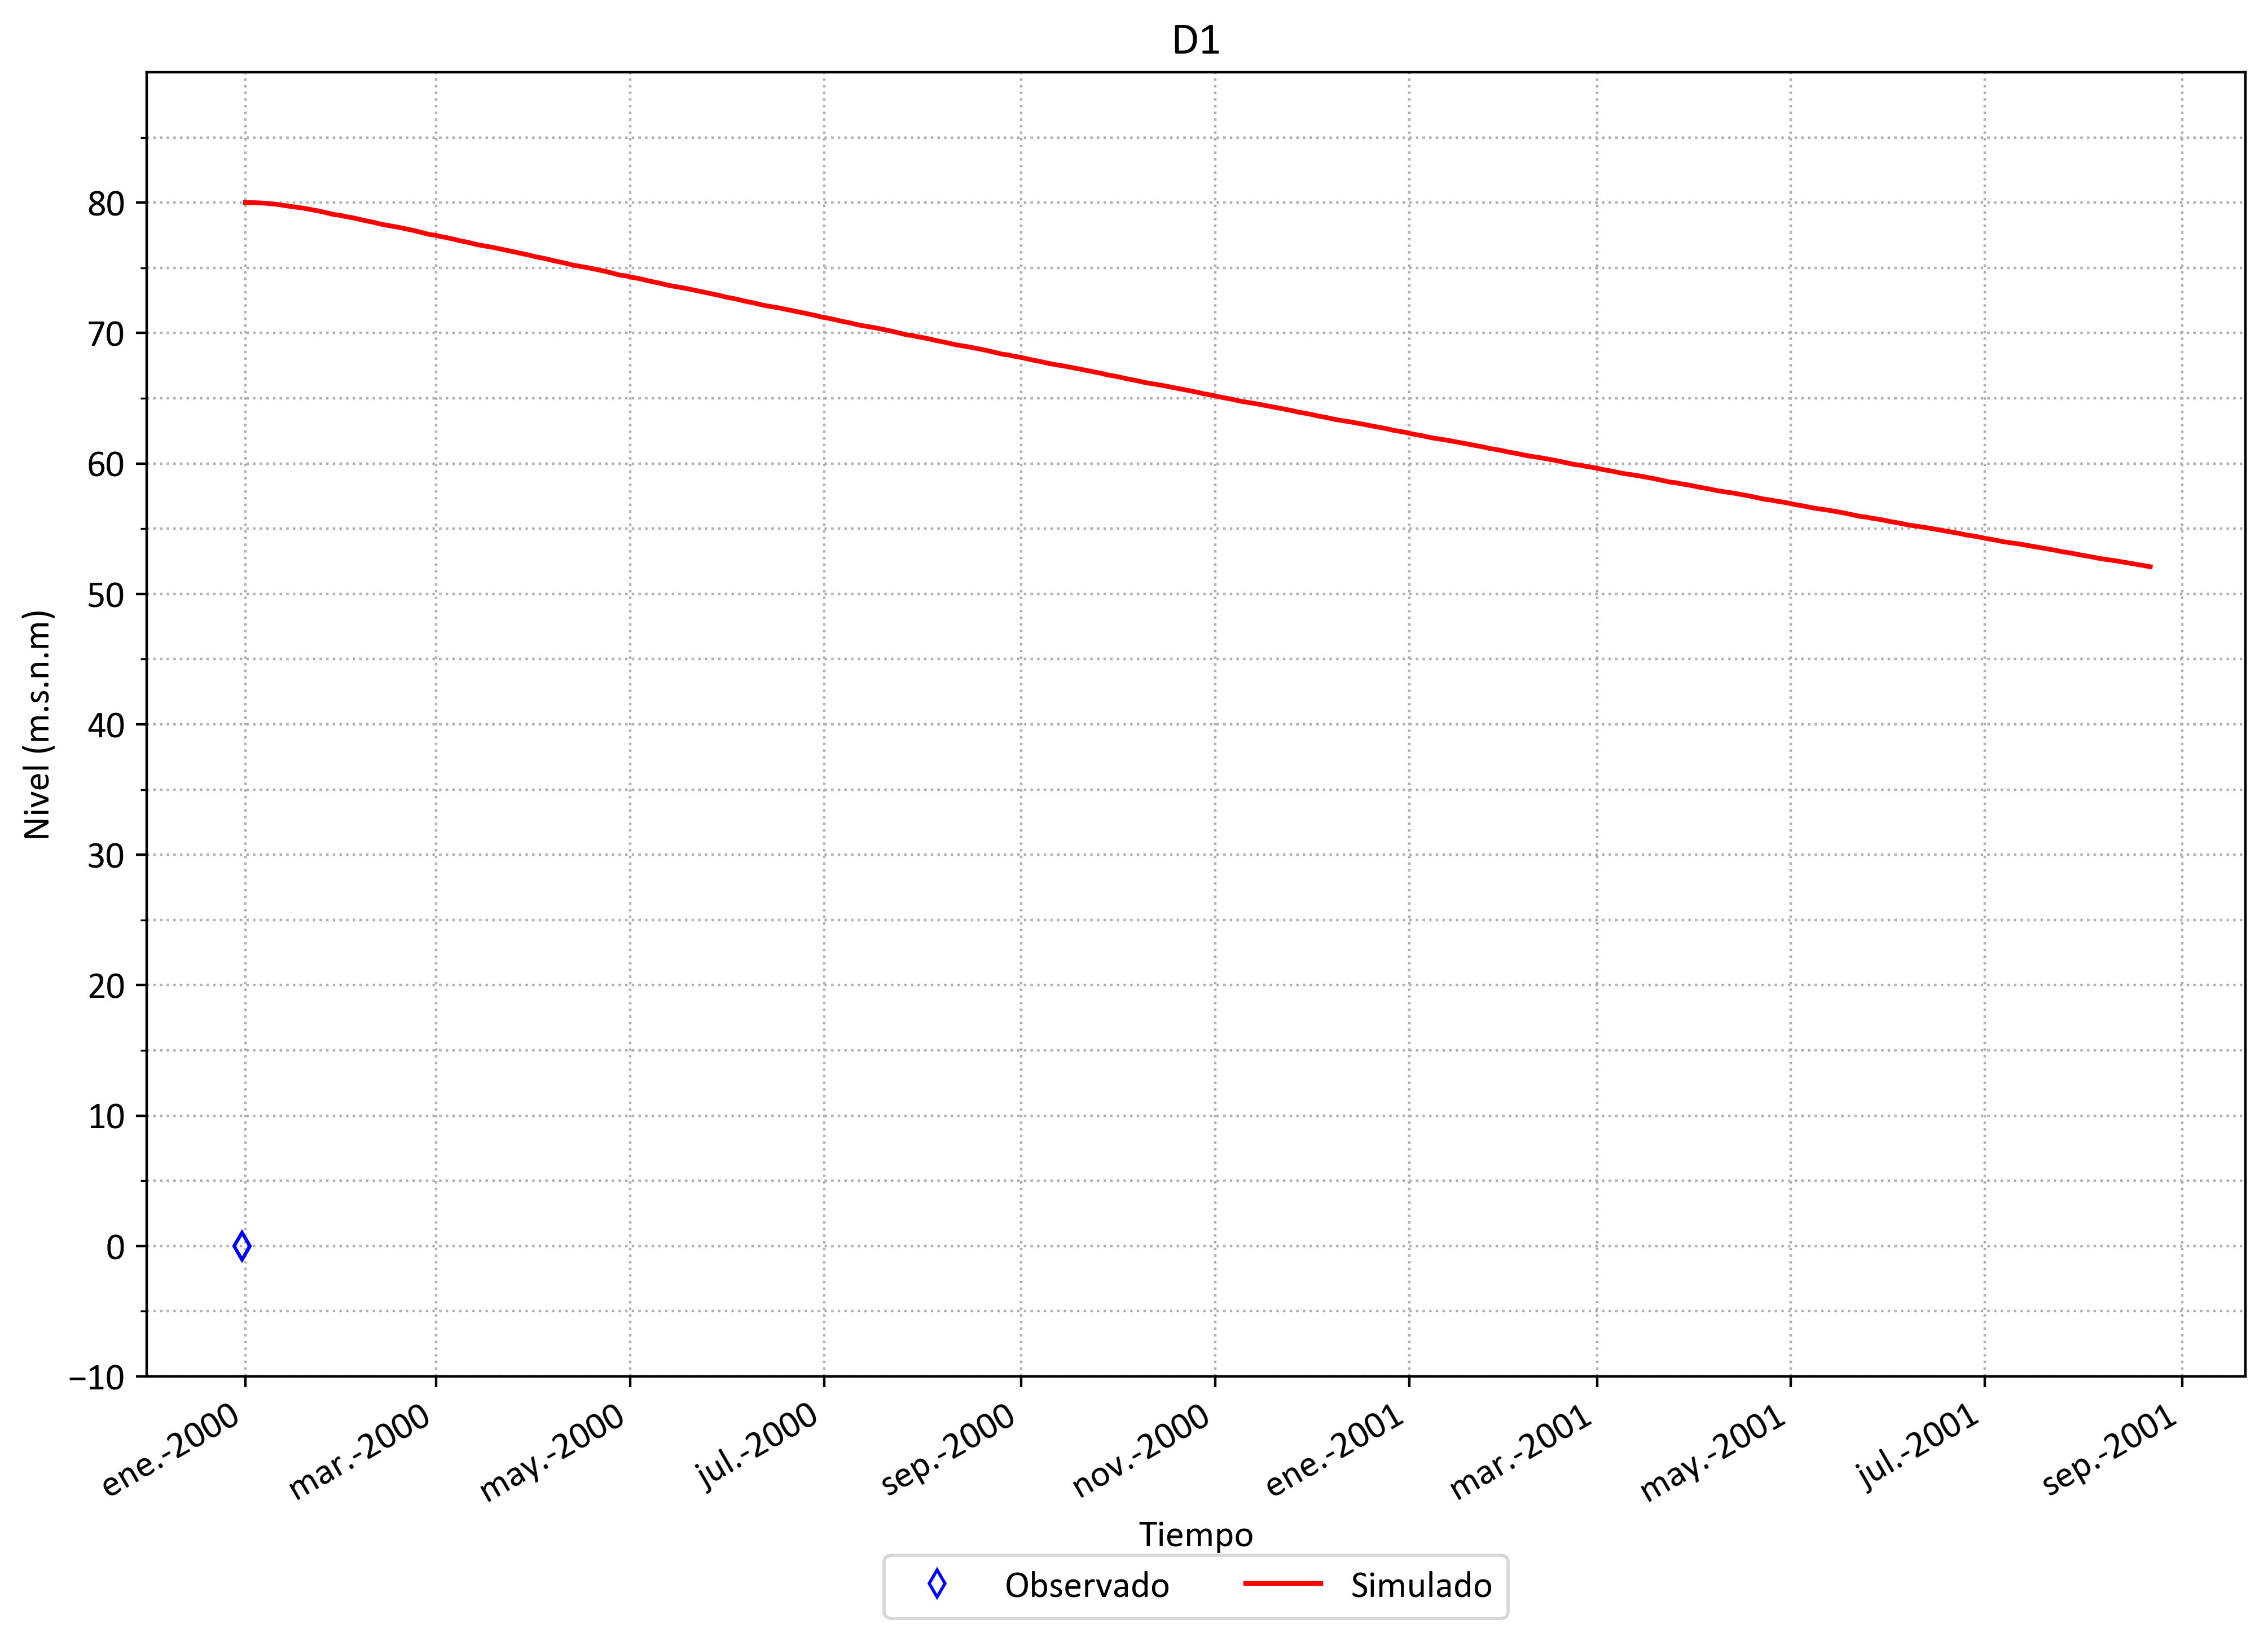 D1
Nivel (m.s.n.m)
80
70
60
50
40
30
20
10
0
−10
ene.-2000
mar.-2000
may.-2000
jul.-2000
sep.-2000
nov.-2000
ene.-2001
mar.-2001
may.-2001
jul.-2001
sep.-2001
Tiempo
Observado
Simulado